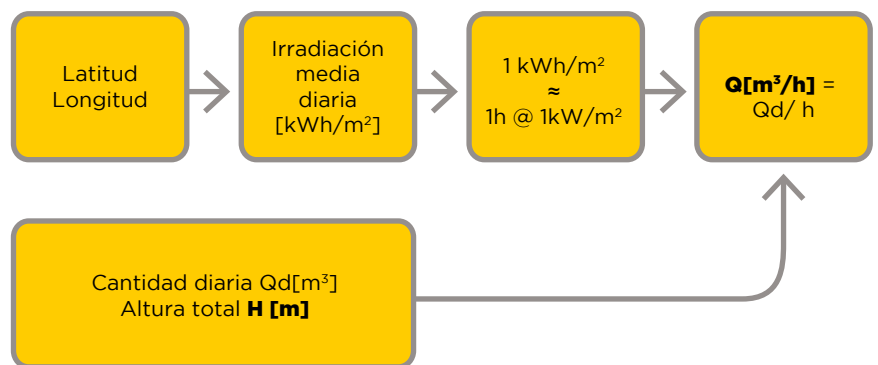 Latitud
Longitud
Irradiación
media
diaria
[kWh/m²]
1 kWh/m²
≈
1h @ 1kW/m²
Q[m³/h] =
Qd/ h
Cantidad diaria Qd[m³]
Altura total H [m]